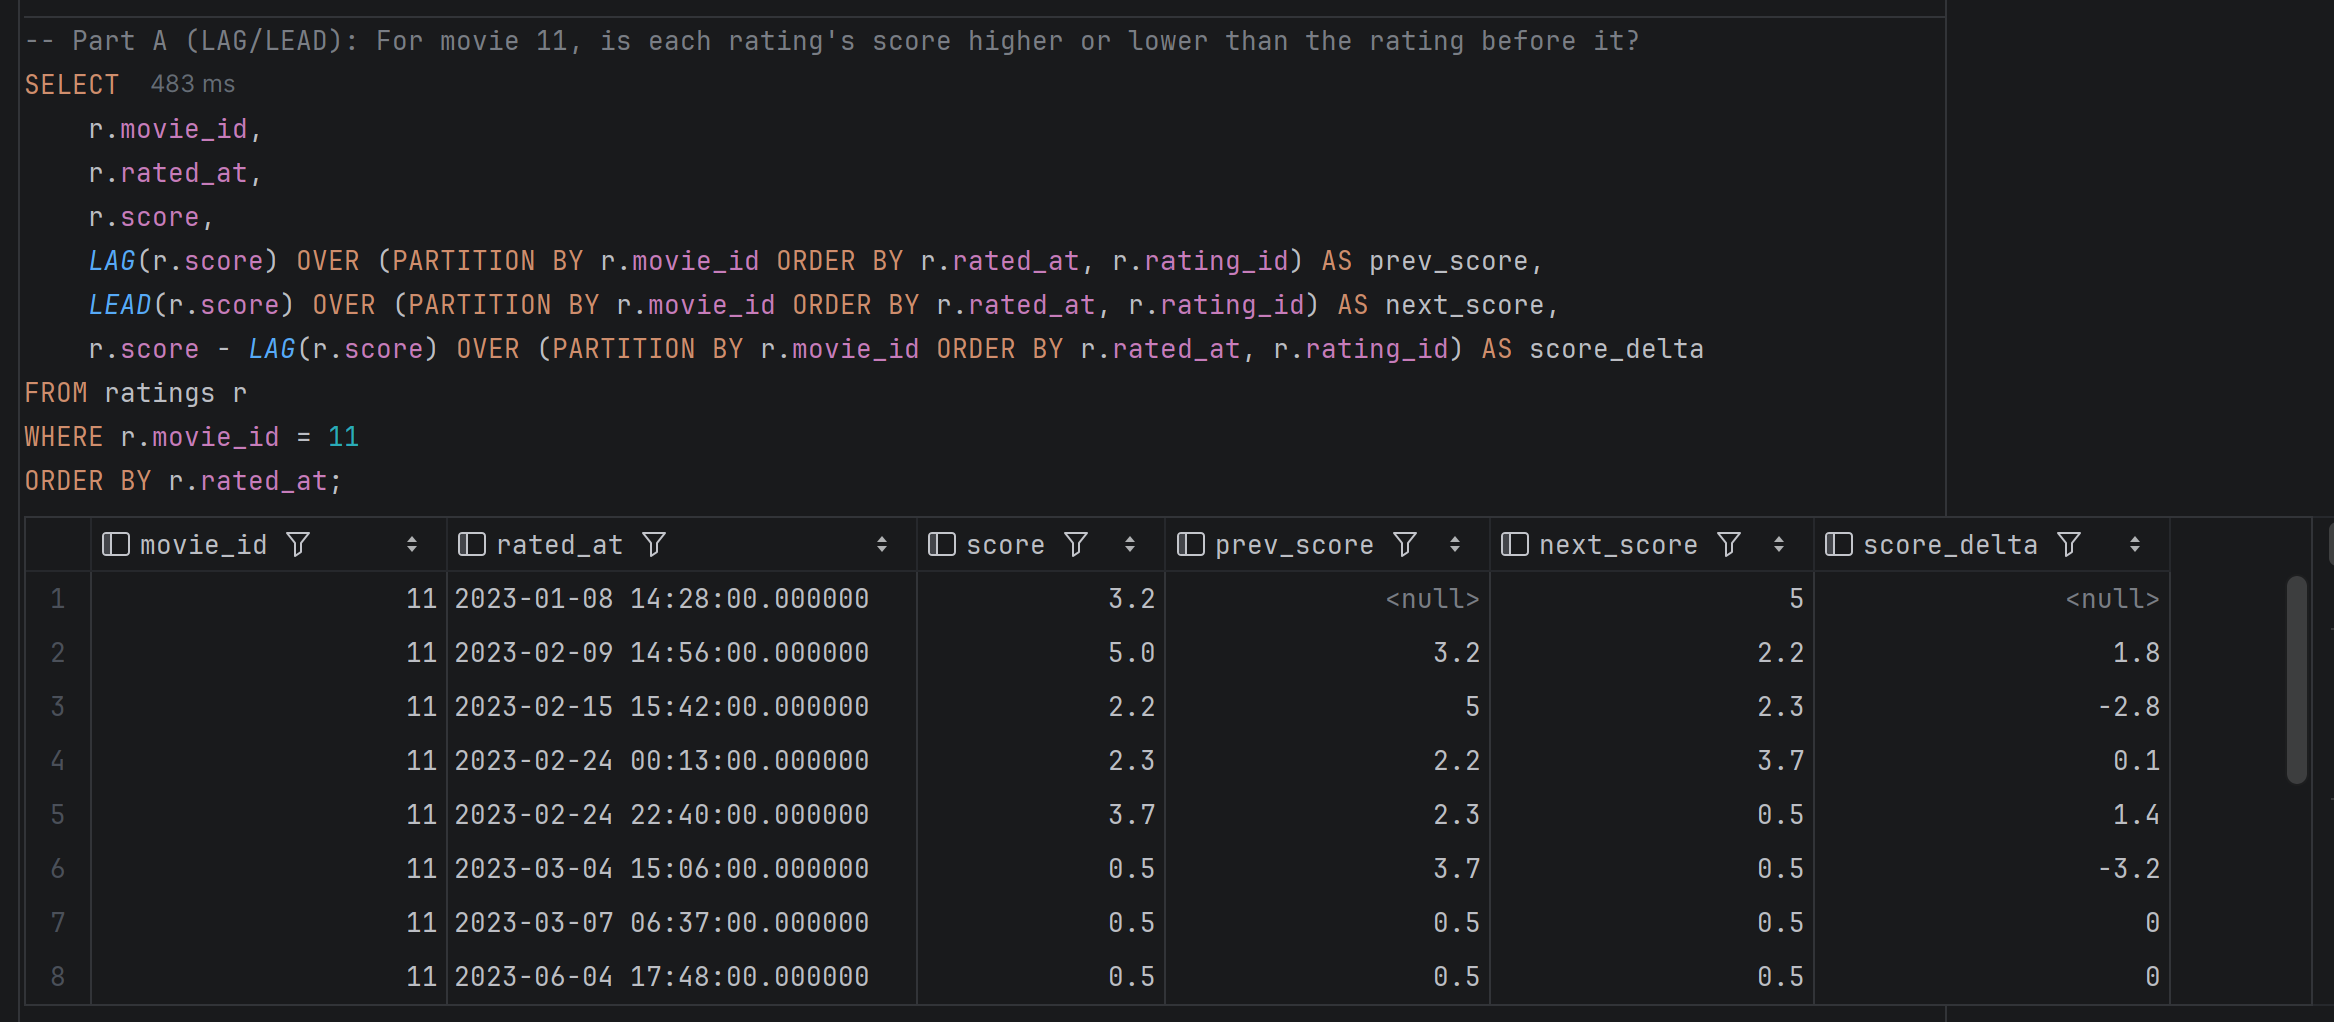 -- Part A (LAG/LEAD): For movie 11, is each rating's score higher or lower than the rating before it?
SELECT 483 ms
r.movie_id,
r.rated_at,
r.score,
LAG(r.score) OVER (PARTITION BY r.movie_id ORDER BY r.rated_at, r.rating_id) AS prev_score,
LEAD(r.score) OVER (PARTITION BY r.movie_id ORDER BY r.rated_at, r.rating_id) AS next_score,
r.score - LAG(r.score) OVER (PARTITION BY r.movie_id ORDER BY r.rated_at, r.rating_id) AS score_delta
FROM ratings r
WHERE r.movie_id = 11
ORDER BY r.rated_at;
movie_id rated_at score prev_score next_score score_delta
1 11 2023-01-08 14:28:00.000000 3.2 <null> 5 <null>
2 11 2023-02-09 14:56:00.000000 5.0 3.2 2.2 1.8
3 11 2023-02-15 15:42:00.000000 2.2 5 2.3 -2.8
4 11 2023-02-24 00:13:00.000000 2.3 2.2 3.7 0.1
5 11 2023-02-24 22:40:00.000000 3.7 2.3 0.5 1.4
6 11 2023-03-04 15:06:00.000000 0.5 3.7 0.5 -3.2
7 11 2023-03-07 06:37:00.000000 0.5 0.5 0.5 0
8 11 2023-06-04 17:48:00.000000 0.5 0.5 0.5 0